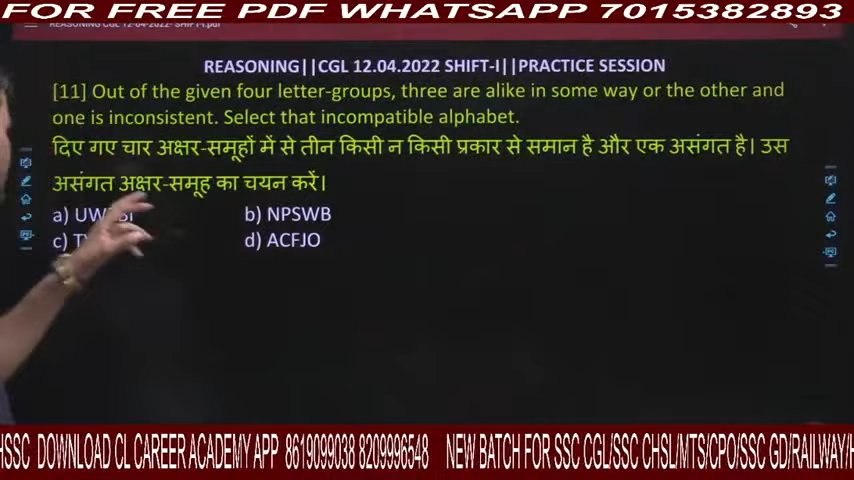 FOR FREE PDF WHATSAPP 7015382893
REASONING||CGL 12.04.2022 SHIFT-I||PRACTICE SESSION
[11] Out of the given four letter-groups, three are alike in some way or the other and
one is inconsistent. Select that incompatible alphabet.
दिए गए चार अक्षर-समूहों में से तीन किसी न किसी प्रकार से समान है और एक असंगत है। उस
असंगत अक्षर-समूह का चयन करें।
a)
b) NPSWB
c)
d) ACFJO
HSSC DOWNLOAD CL CAREER ACADEMY APP 8619099038 8209996548 NEW BATCH FOR SSC CGL/SSC CHSL/MTS/CPO/SSC GD/RAILWAY/H